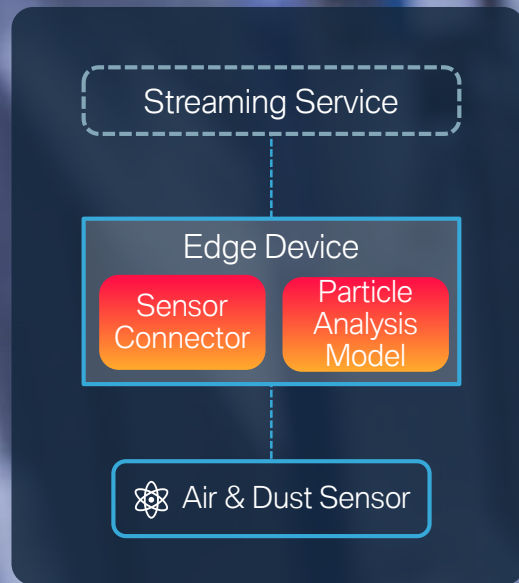 Streaming Service
Edge Device
Sensor
Connector
Particle
Analysis
Model
Air & Dust Sensor